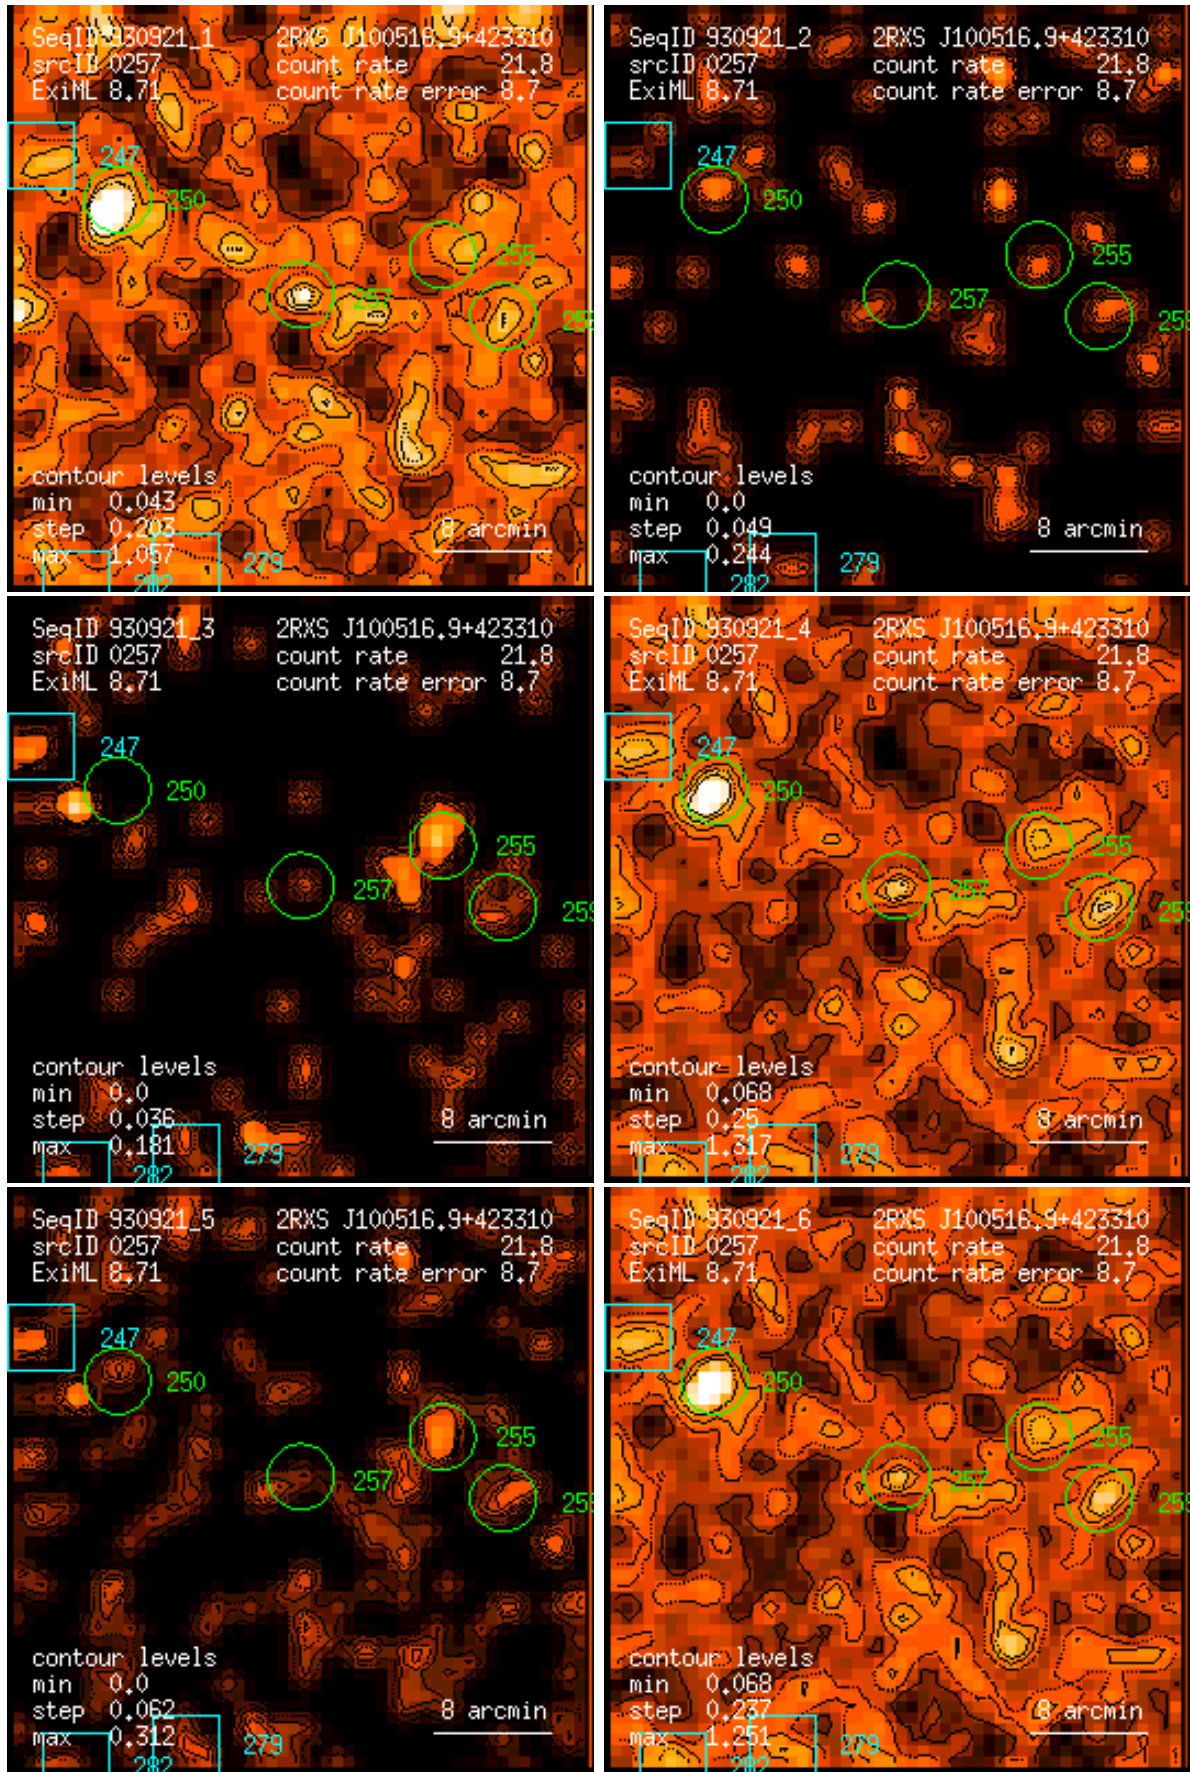 SeqID 930921_1 2RXS J100516.9+423310
srcID 0257 count rate 21.8
ExiML 8.71 count rate error 8.7
247
250
255
257
259
contour levels
min 0.043
step 0.203 8 arcmin
max 1.057 279
282
SeqID 930921_2 2RXS J100516.9+423310
srcID 0257 count rate 21.8
ExiML 8.71 count rate error 8.7
247
250
255
257
259
contour levels
min 0.0
step 0.049 8 arcmin
max 0.244 279
282
SeqID 930921_3 2RXS J100516.9+423310
srcID 0257 count rate 21.8
ExiML 8.71 count rate error 8.7
247
250
255
257
259
contour levels
min 0.0
step 0.036 8 arcmin
max 0.181 279
282
SeqID 930921_4 2RXS J100516.9+423310
srcID 0257 count rate 21.8
ExiML 8.71 count rate error 8.7
247
250
255
257
259
contour levels
min 0.068
step 0.25 8 arcmin
max 1.317 279
282
SeqID 930921_5 2RXS J100516.9+423310
srcID 0257 count rate 21.8
ExiML 8.71 count rate error 8.7
247
250
255
257
259
contour levels
min 0.0
step 0.062 8 arcmin
max 0.312 279
282
SeqID 930921_6 2RXS J100516.9+423310
srcID 0257 count rate 21.8
ExiML 8.71 count rate error 8.7
247
250
255
257
259
contour levels
min 0.068
step 0.237 8 arcmin
max 1.251 279
282